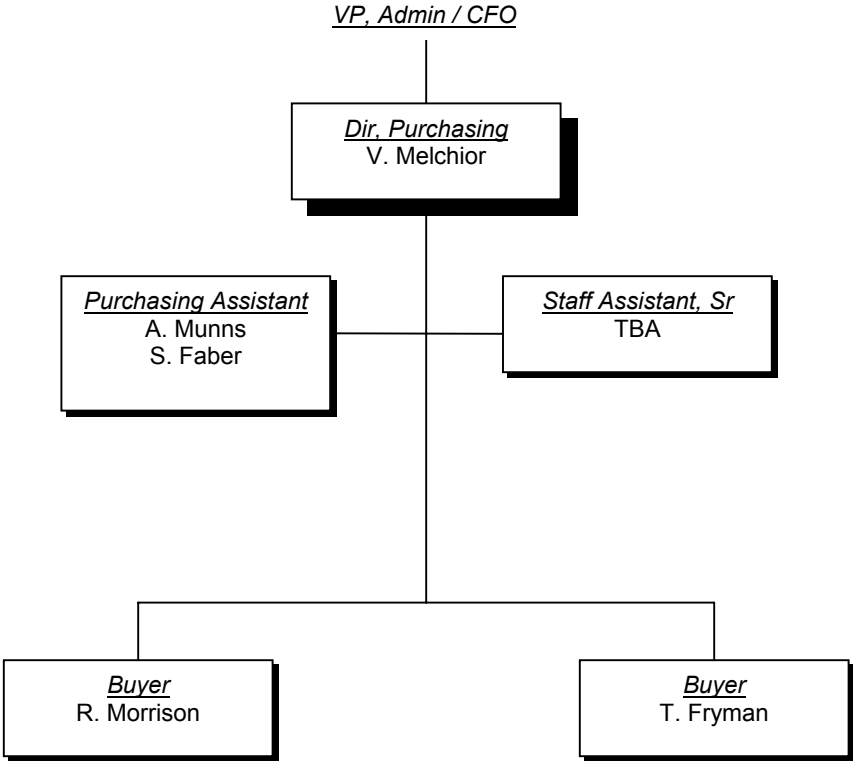 VP, Admin / CFO
Dir, Purchasing
V. Melchior
Purchasing Assistant
A. Munns
S. Faber
Staff Assistant, Sr
TBA
Buyer
R. Morrison
Buyer
T. Fryman